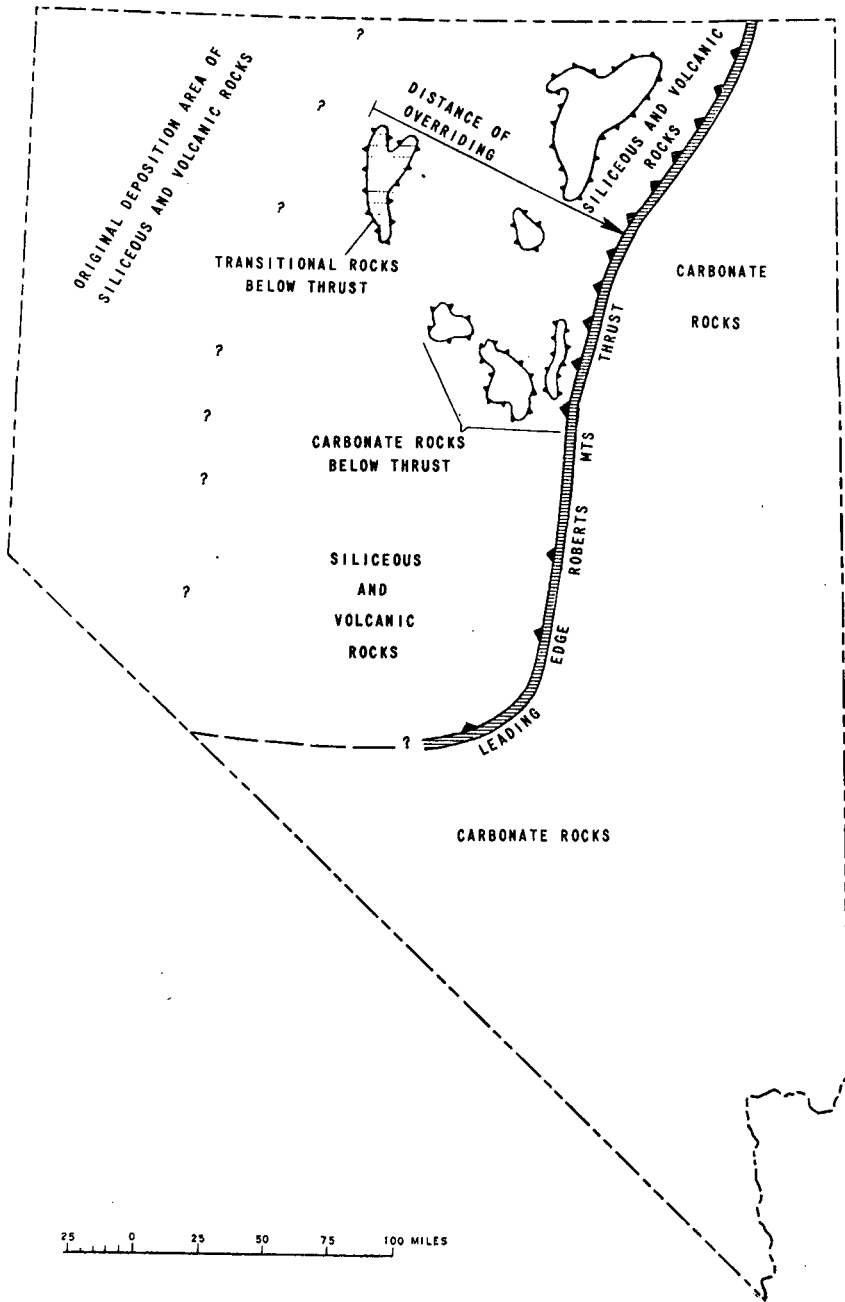 ?
ORIGINAL DEPOSITION AREA OF
SILICEOUS AND VOLCANIC ROCKS
?
DISTANCE OF
OVERRIDING
SILICEOUS AND VOLCANIC
ROCKS
?
TRANSITIONAL ROCKS
BELOW THRUST
CARBONATE
ROCKS
?
?
CARBONATE ROCKS
BELOW THRUST
?
SILICEOUS
AND
VOLCANIC
ROCKS
?
LEADING EDGE ROBERTS MTS THRUST
?
CARBONATE ROCKS
25 0 25 50 75 100 MILES